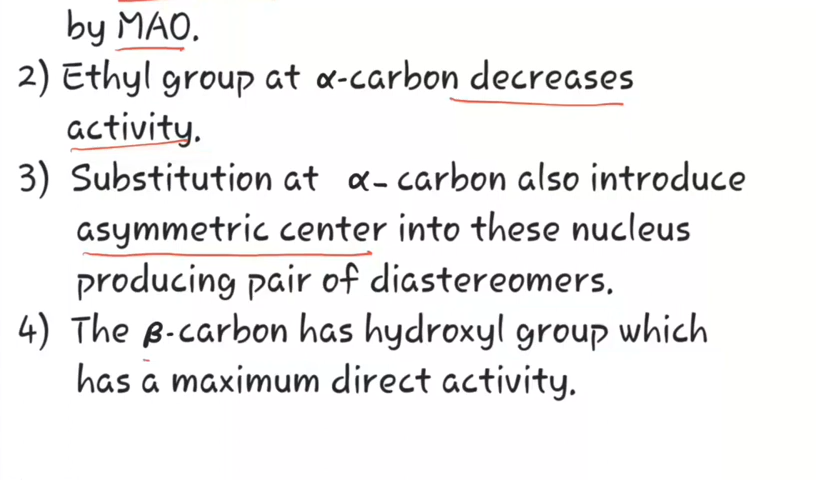 by MAO.
2) Ethyl group at α-carbon decreases
activity.
3) Substitution at α- carbon also introduce
asymmetric center into these nucleus
producing pair of diastereomers.
4) The β-carbon has hydroxyl group which
has a maximum direct activity.